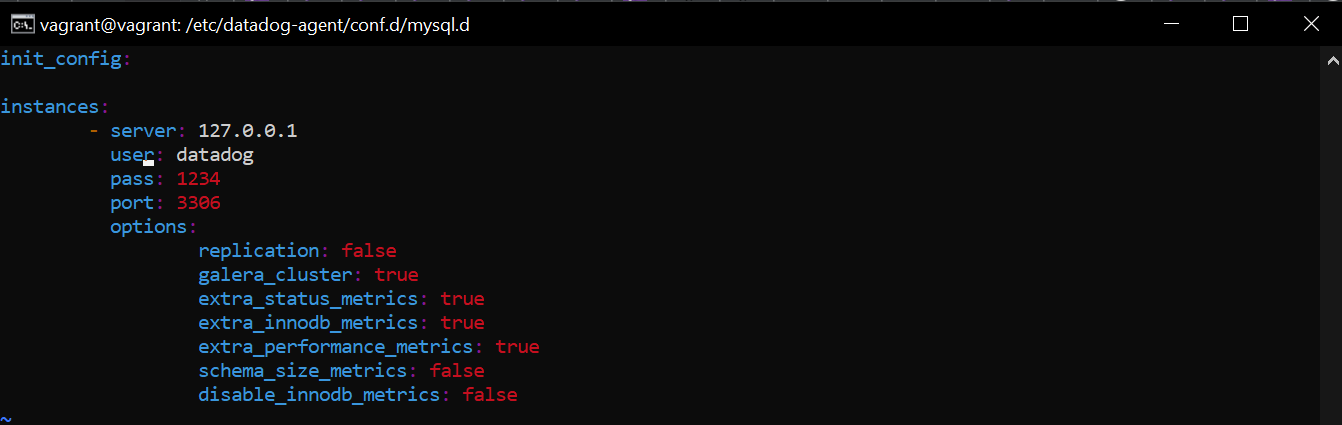 vagrant@vagrant: /etc/datadog-agent/conf.d/mysql.d
init_config:
instances:
- server: 127.0.0.1
user: datadog
pass: 1234
port: 3306
options:
replication: false
galera_cluster: true
extra_status_metrics: true
extra_innodb_metrics: true
extra_performance_metrics: true
schema_size_metrics: false
disable_innodb_metrics: false
~